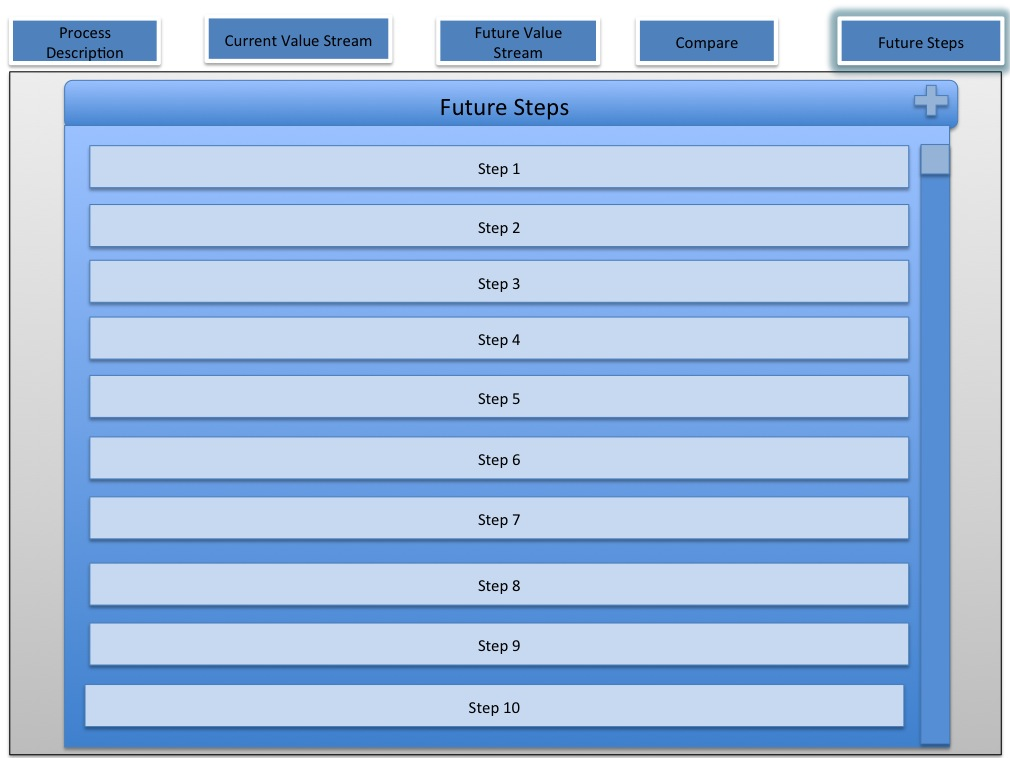 Process
Description
Current Value Stream
Future Value
Stream
Compare
Future Steps
Future Steps
Step 1
Step 2
Step 3
Step 4
Step 5
Step 6
Step 7
Step 8
Step 9
Step 10